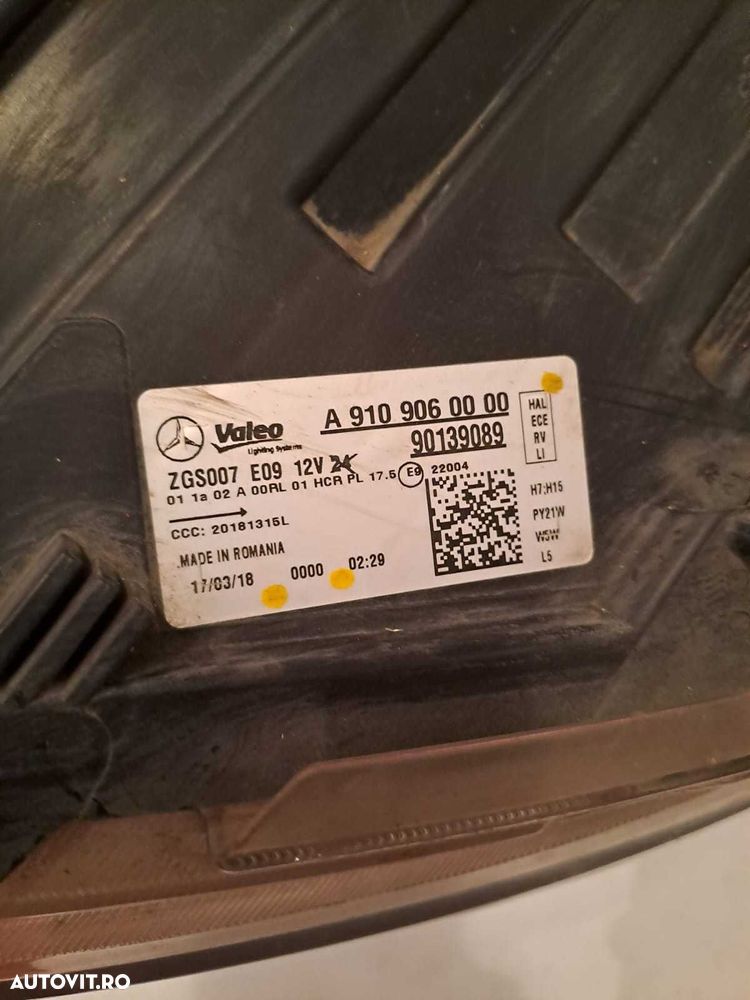 A 910 906 00 00
Valeo
Lighting Systems
90139089
HAL
ECE
RV
LI
ZGS007 E09 12V 24
01 1a 02 A 00RL 01 HCR PL 17.5 E9 22004
CCC: 20181315L
H7:H15
PY21W
W5W
L5
MADE IN ROMANIA
17/03/18 0000 02:29
AUTOVIT.RO